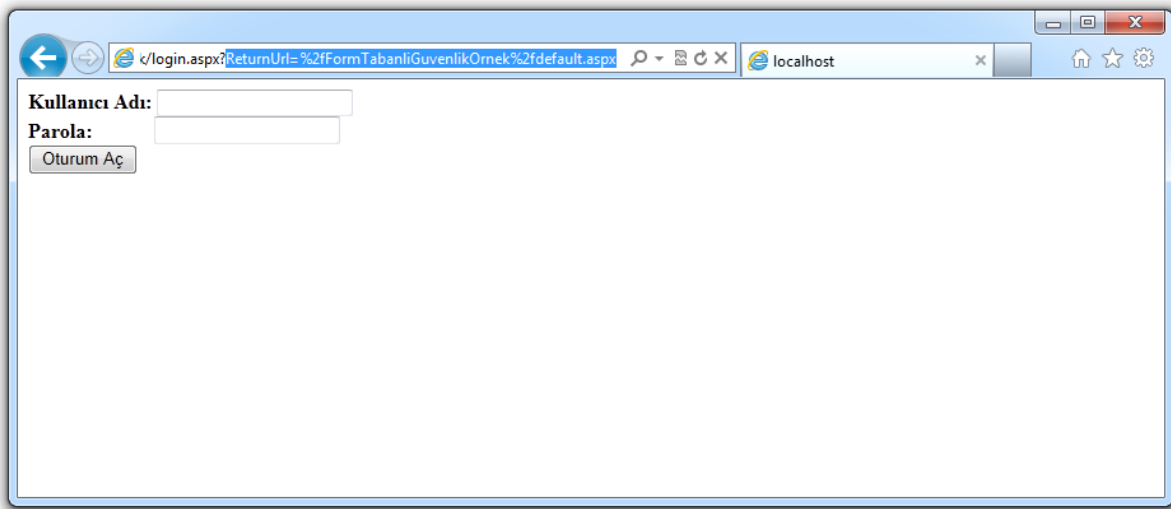 k/login.aspx?ReturnUrl=%2fFormTabanliGuvenlikOrnek%2fdefault.aspx
localhost
Kullanıcı Adı:
Parola:
Oturum Aç